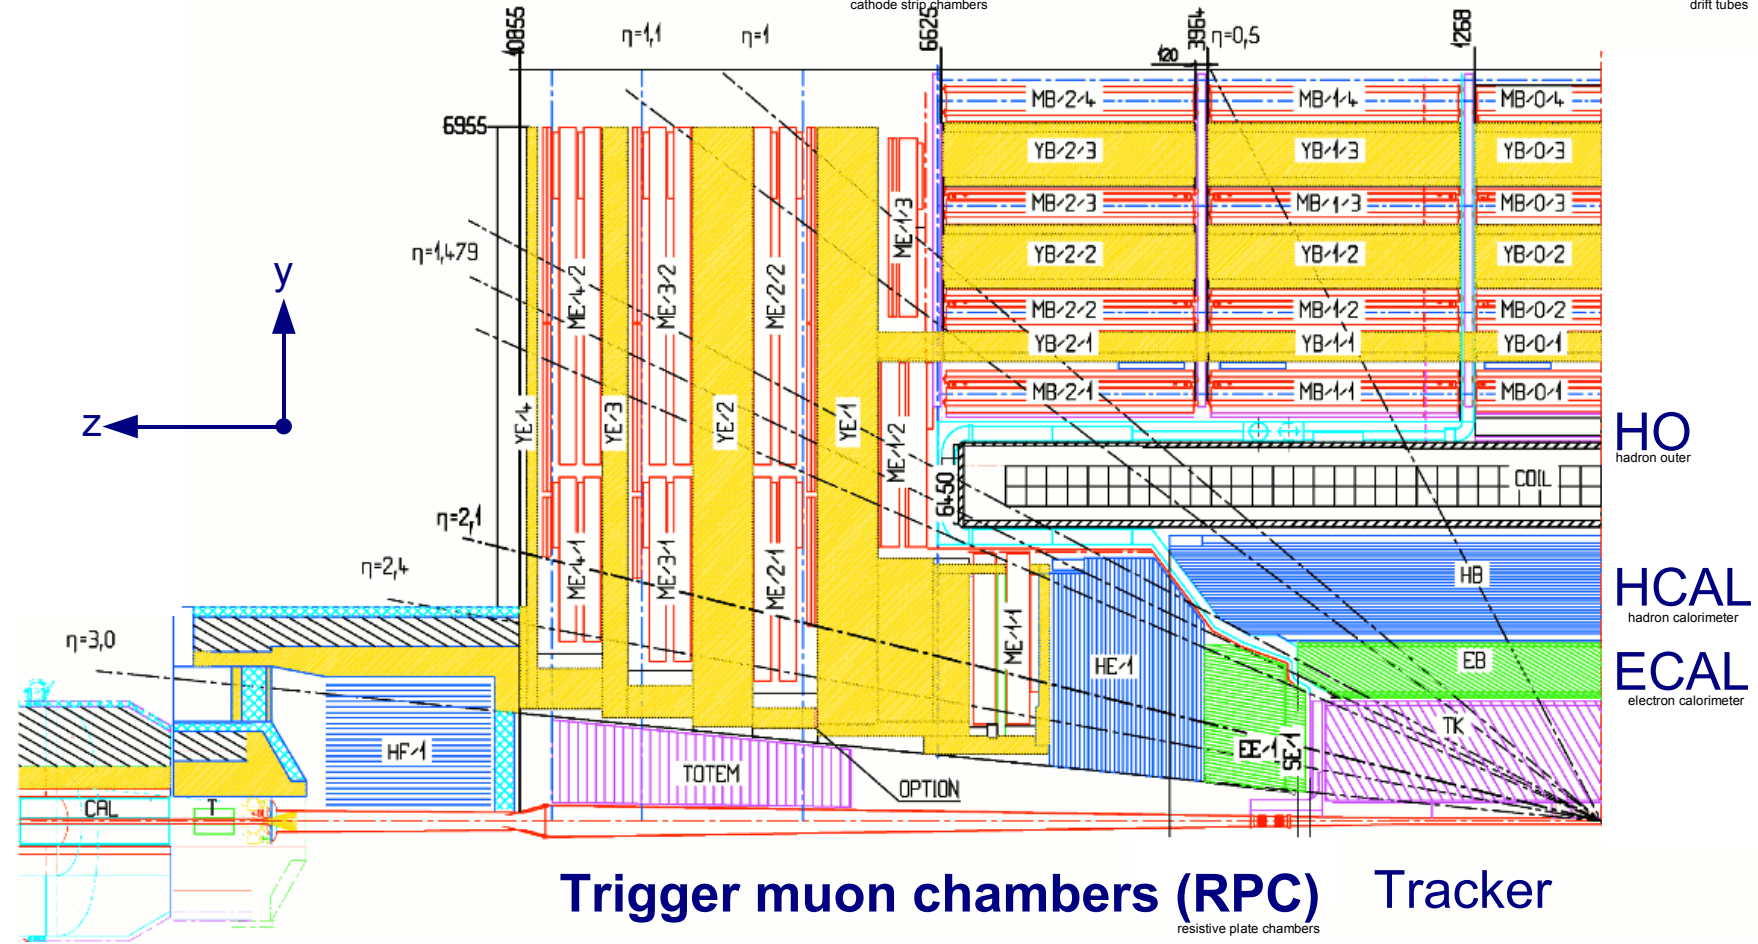 cathode strip chambers
drift tubes
10855
η=1,1
η=1
6625
120
3964
η=0,5
1268
MB/2/4
MB/1/4
MB/0/4
6955
YB/2/3
YB/1/3
YB/0/3
MB/2/3
MB/1/3
MB/0/3
ME/1/3
η=1,479
YB/2/2
YB/1/2
YB/0/2
y
ME/4/2
ME/3/2
ME/2/2
MB/2/2
MB/1/2
MB/0/2
YB/2/1
YB/1/1
YB/0/1
MB/2/1
MB/1/1
MB/0/1
z
YE/4
YE/3
YE/2
YE/1
ME/1/2
HO
hadron outer
6450
COIL
η=2,1
η=2,4
ME/4/1
ME/3/1
ME/2/1
ME/1/1
HB
HCAL
hadron calorimeter
η=3,0
HE/1
EB
ECAL
electron calorimeter
TK
HF/1
EE/1
SE/1
TOTEM
OPTION
CAL
T
Trigger muon chambers (RPC)
resistive plate chambers
Tracker